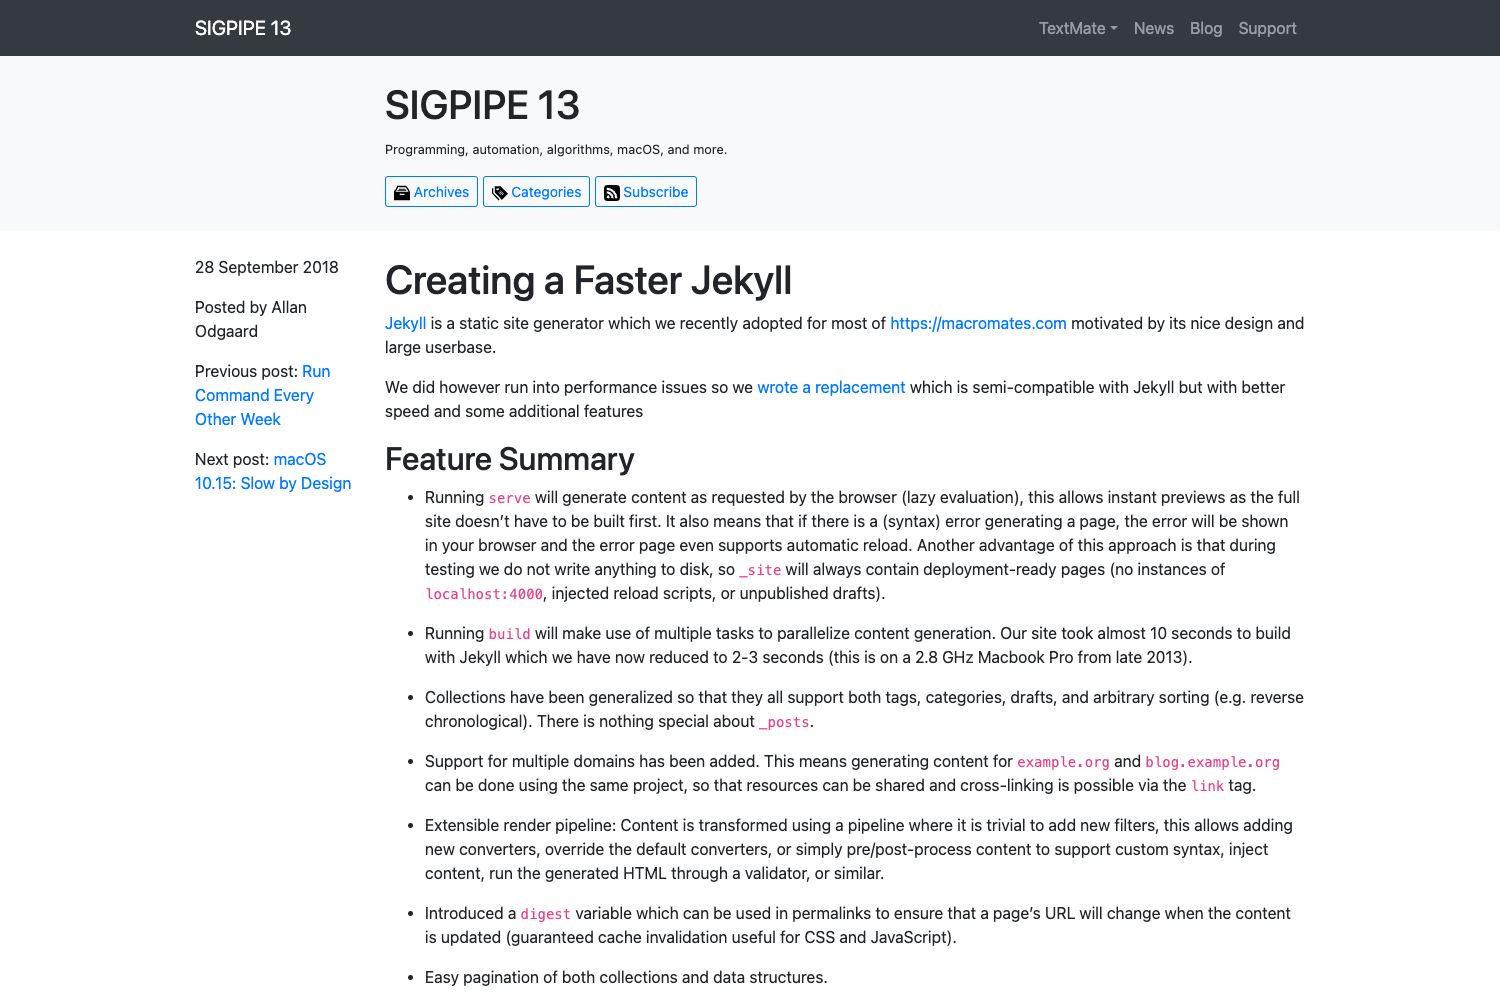 SIGPIPE 13
TextMate News Blog Support
SIGPIPE 13
Programming, automation, algorithms, macOS, and more.
Archives Categories Subscribe
28 September 2018
Posted by Allan
Odgaard
Previous post: Run
Command Every
Other Week
Next post: macOS
10.15: Slow by Design
Creating a Faster Jekyll
Jekyll is a static site generator which we recently adopted for most of https://macromates.com motivated by its nice design and
large userbase.
We did however run into performance issues so we wrote a replacement which is semi-compatible with Jekyll but with better
speed and some additional features
Feature Summary
• Running serve will generate content as requested by the browser (lazy evaluation), this allows instant previews as the full
site doesn’t have to be built first. It also means that if there is a (syntax) error generating a page, the error will be shown
in your browser and the error page even supports automatic reload. Another advantage of this approach is that during
testing we do not write anything to disk, so _site will always contain deployment-ready pages (no instances of
localhost:4000, injected reload scripts, or unpublished drafts).
• Running build will make use of multiple tasks to parallelize content generation. Our site took almost 10 seconds to build
with Jekyll which we have now reduced to 2-3 seconds (this is on a 2.8 GHz Macbook Pro from late 2013).
• Collections have been generalized so that they all support both tags, categories, drafts, and arbitrary sorting (e.g. reverse
chronological). There is nothing special about _posts.
• Support for multiple domains has been added. This means generating content for example.org and blog.example.org
can be done using the same project, so that resources can be shared and cross-linking is possible via the link tag.
• Extensible render pipeline: Content is transformed using a pipeline where it is trivial to add new filters, this allows adding
new converters, override the default converters, or simply pre/post-process content to support custom syntax, inject
content, run the generated HTML through a validator, or similar.
• Introduced a digest variable which can be used in permalinks to ensure that a page’s URL will change when the content
is updated (guaranteed cache invalidation useful for CSS and JavaScript).
• Easy pagination of both collections and data structures.